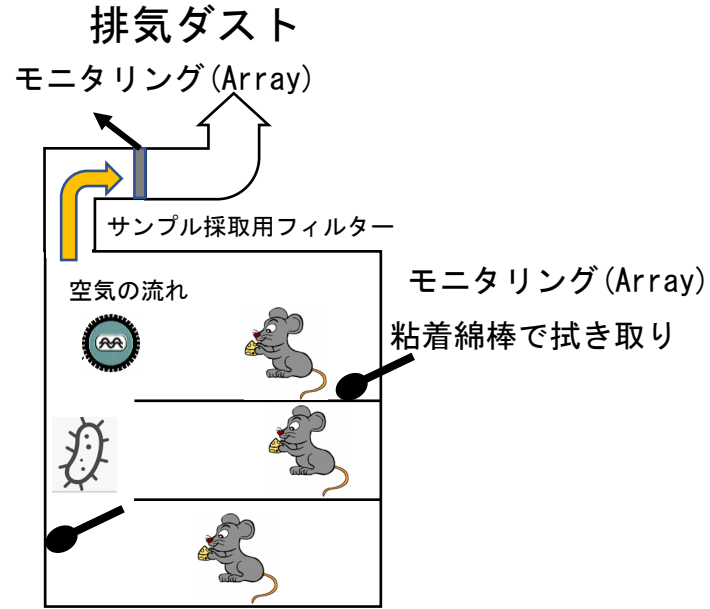 排気ダスト
モニタリング(Array)
サンプル採取用フィルター
空気の流れ
モニタリング(Array)
粘着綿棒で拭き取り